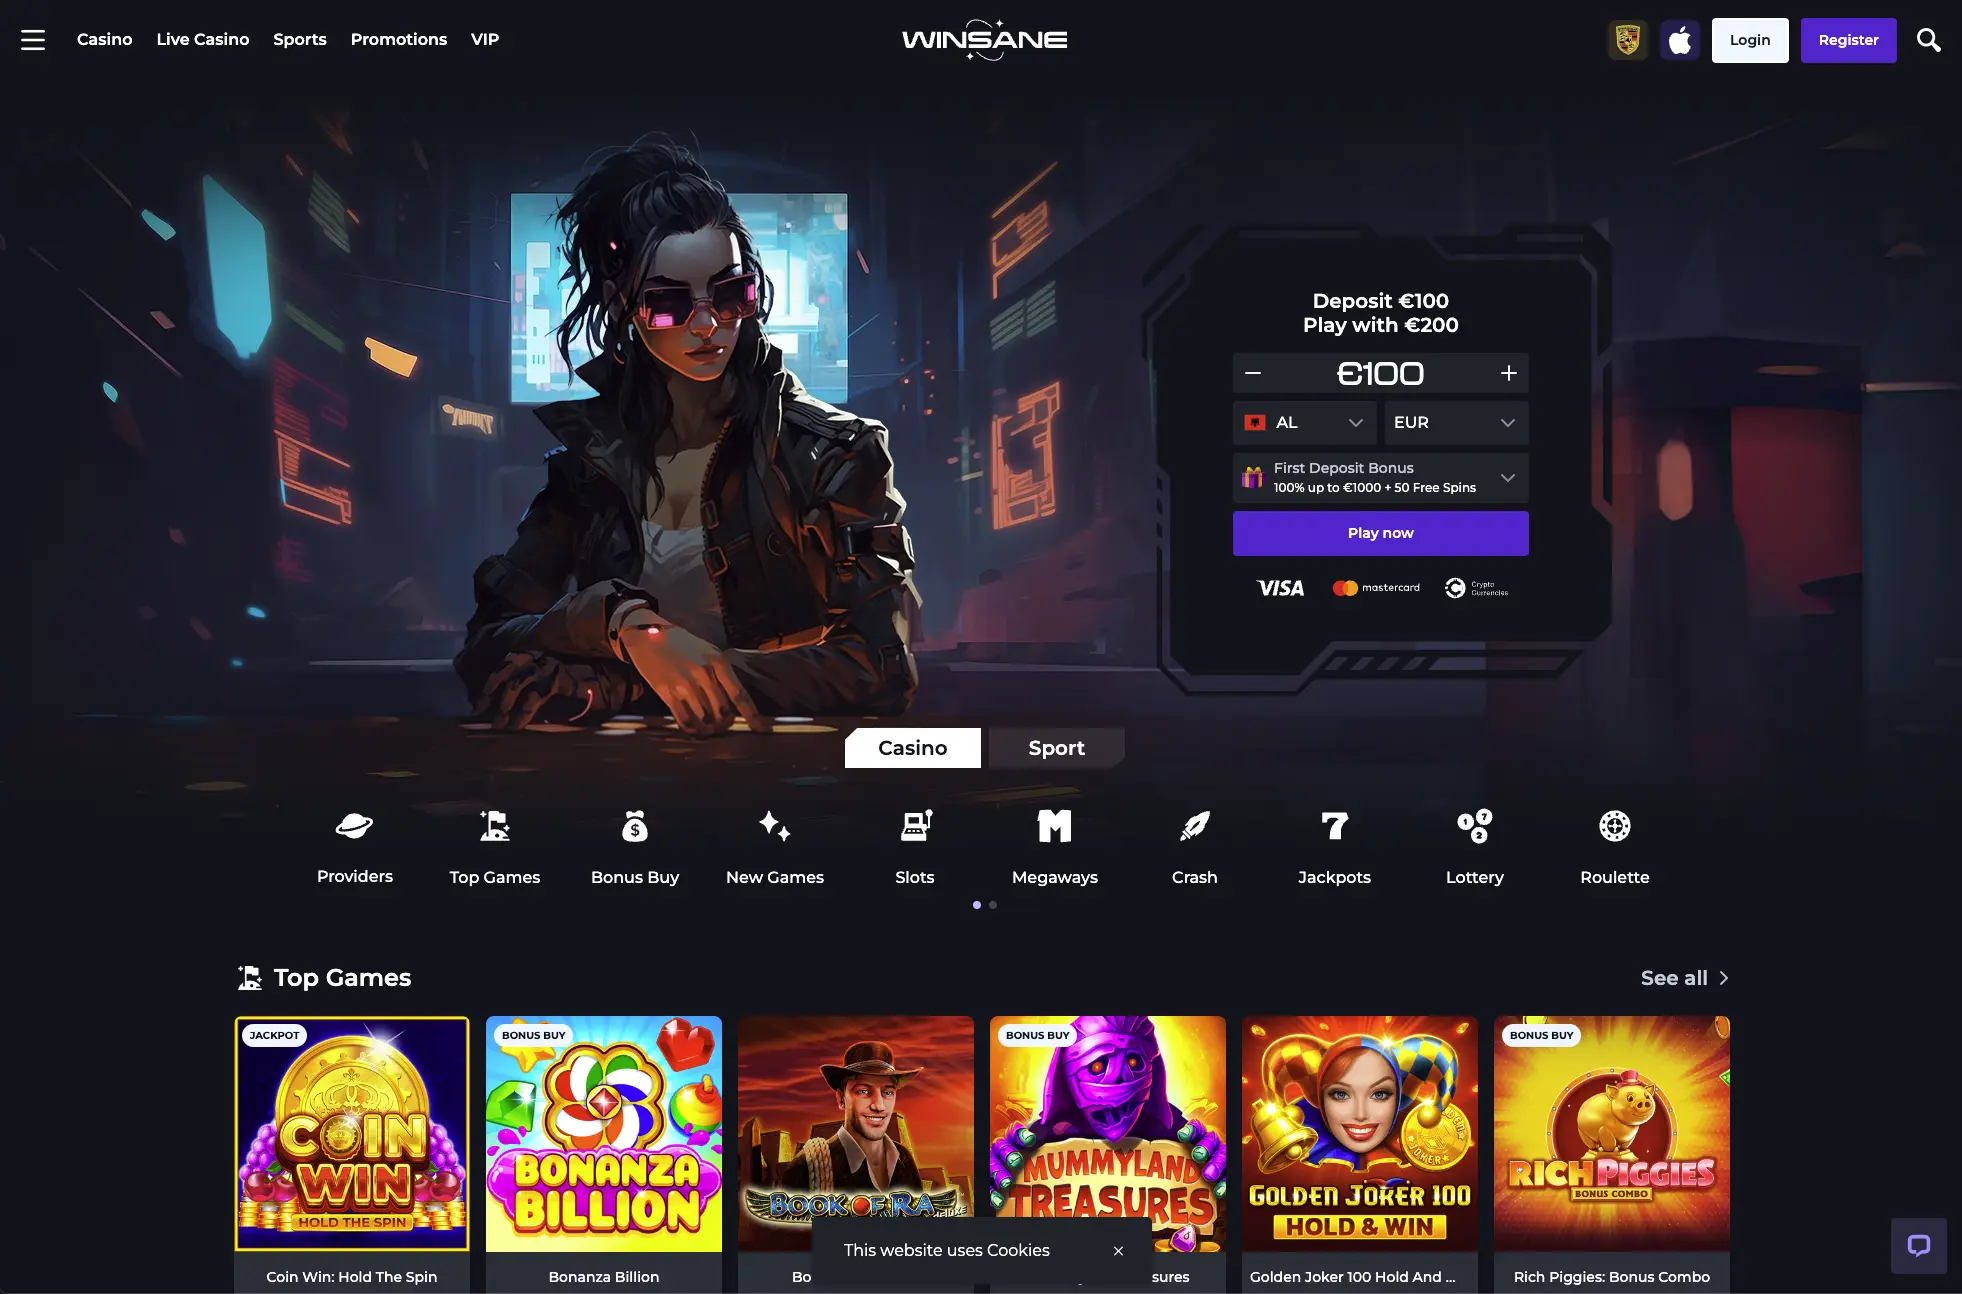 Casino
Live Casino
Sports
Promotions
VIP
WINSANE
Login
Register
Deposit €100
Play with €200
€100
AL
EUR
First Deposit Bonus
100% up to €1000 + 50 Free Spins
Play now
VISA
mastercard
Crypto
Currencies
Casino
Sport
Providers
Top Games
Bonus Buy
New Games
Slots
Megaways
Crash
Jackpots
Lottery
Roulette
Top Games
See all
JACKPOT
COIN
WIN
HOLD THE SPIN
BONUS BUY
BONANZA
BILLION
BOOK OF RA
BONUS BUY
MUMMYLAND
TREASURES
JOKER
GOLDEN JOKER 100
HOLD & WIN
BONUS BUY
RICH PIGGIES
BONUS COMBO
This website uses Cookies
Coin Win: Hold The Spin
Bonanza Billion
Bo
sures
Golden Joker 100 Hold And ...
Rich Piggies: Bonus Combo